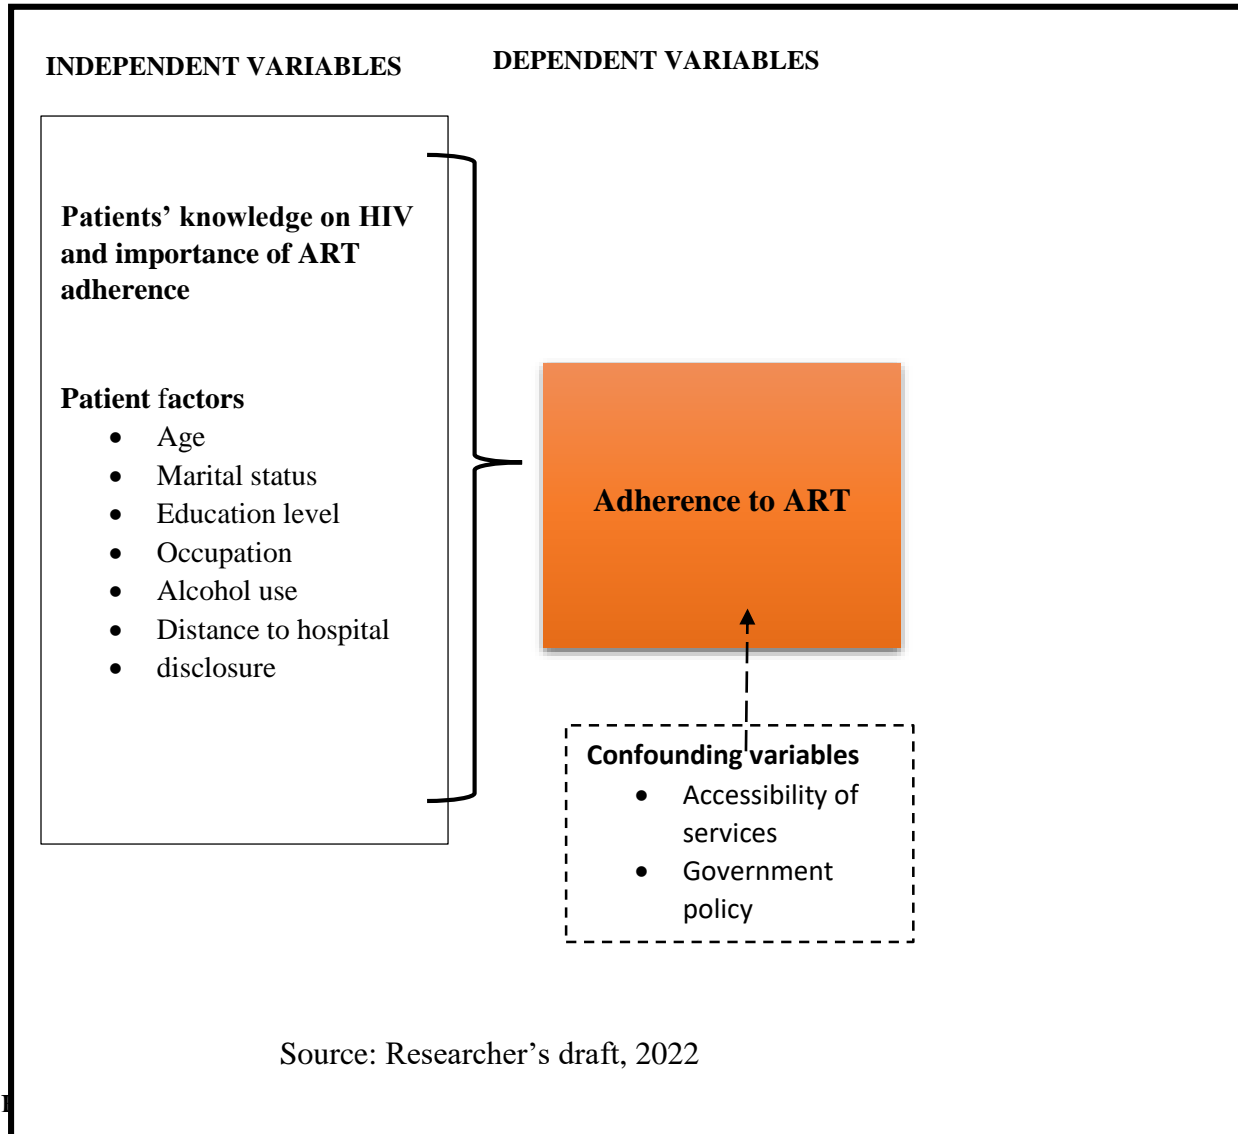 INDEPENDENT VARIABLES
DEPENDENT VARIABLES
Patients’ knowledge on HIV
and importance of ART
adherence
Patient factors
• Age
• Marital status
• Education level
• Occupation
• Alcohol use
• Distance to hospital
• disclosure
Adherence to ART
Confounding variables
• Accessibility of
services
• Government
policy
Source: Researcher’s draft, 2022